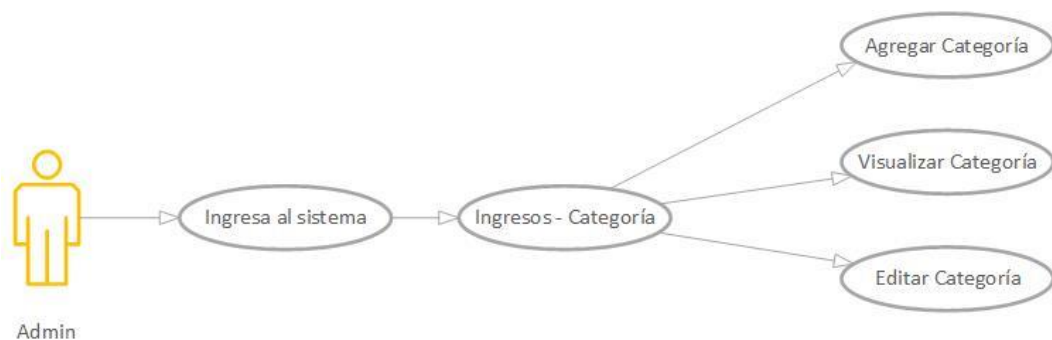 Agregar Categoría
Visualizar Categoría
Ingresa al sistema
Ingresos - Categoría
Editar Categoría
Admin